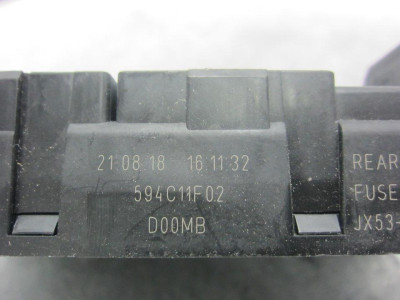 21 08 18 16 11 32
594C11F02
D00MB
REAR
FUSE
JX53-